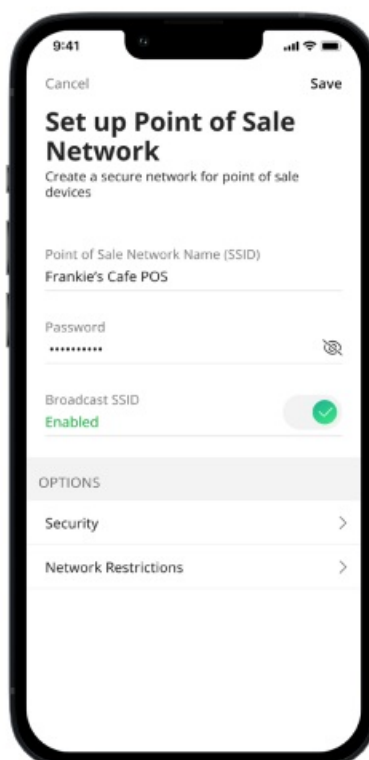 9:41
Cancel Save
Set up Point of Sale
Network
Create a secure network for point of sale
devices
Point of Sale Network Name (SSID)
Frankie's Cafe POS
Password
••••••••••
Broadcast SSID
Enabled
OPTIONS
Security
Network Restrictions